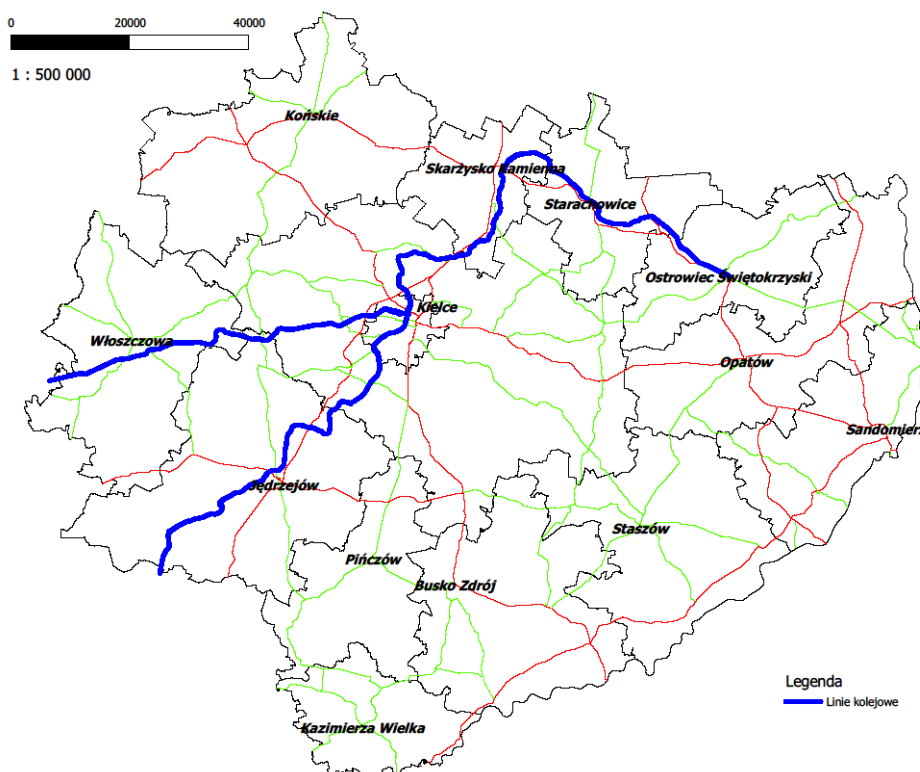 0 20000 40000
1 : 500 000
Końskie
Skarżysko Kamienna
Starachowice
Ostrowiec Świętokrzyski
Kielce
Włoszczowa
Opatów
Sandomierz
Jędrzejów
Staszów
Pińczów
Busko Zdrój
Legenda
Linie kolejowe
Kazimierza Wielka